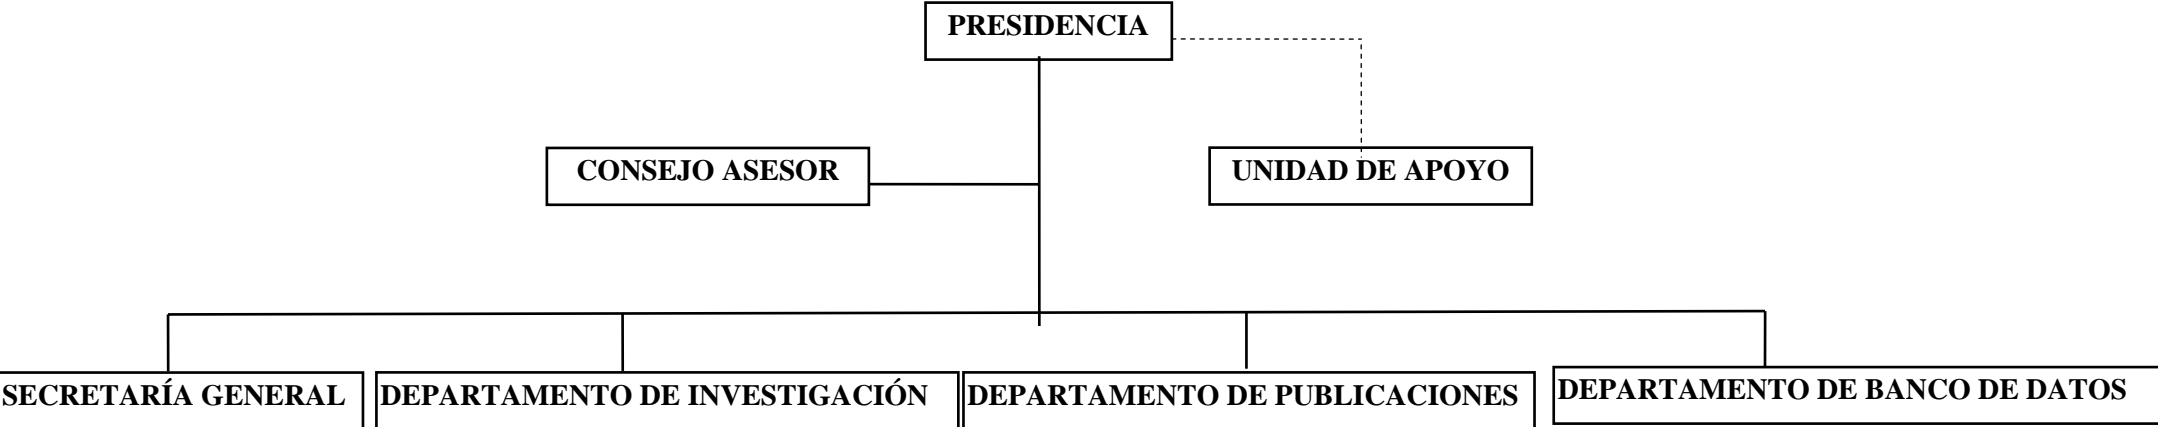 PRESIDENCIA
CONSEJO ASESOR
UNIDAD DE APOYO
SECRETARÍA GENERAL
DEPARTAMENTO DE INVESTIGACIÓN
DEPARTAMENTO DE PUBLICACIONES
DEPARTAMENTO DE BANCO DE DATOS